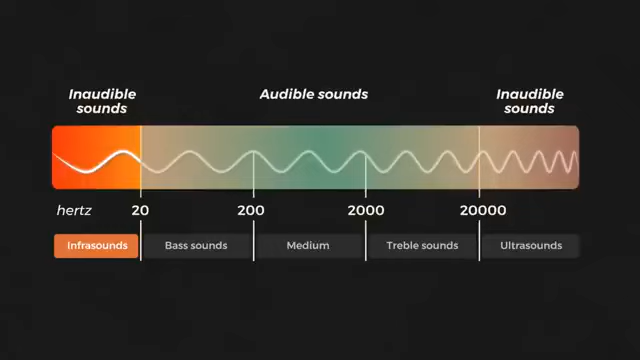 Inaudible
sounds
Audible sounds
Inaudible
sounds
hertz 20 200 2000 20000
Infrasounds Bass sounds Medium Treble sounds Ultrasounds